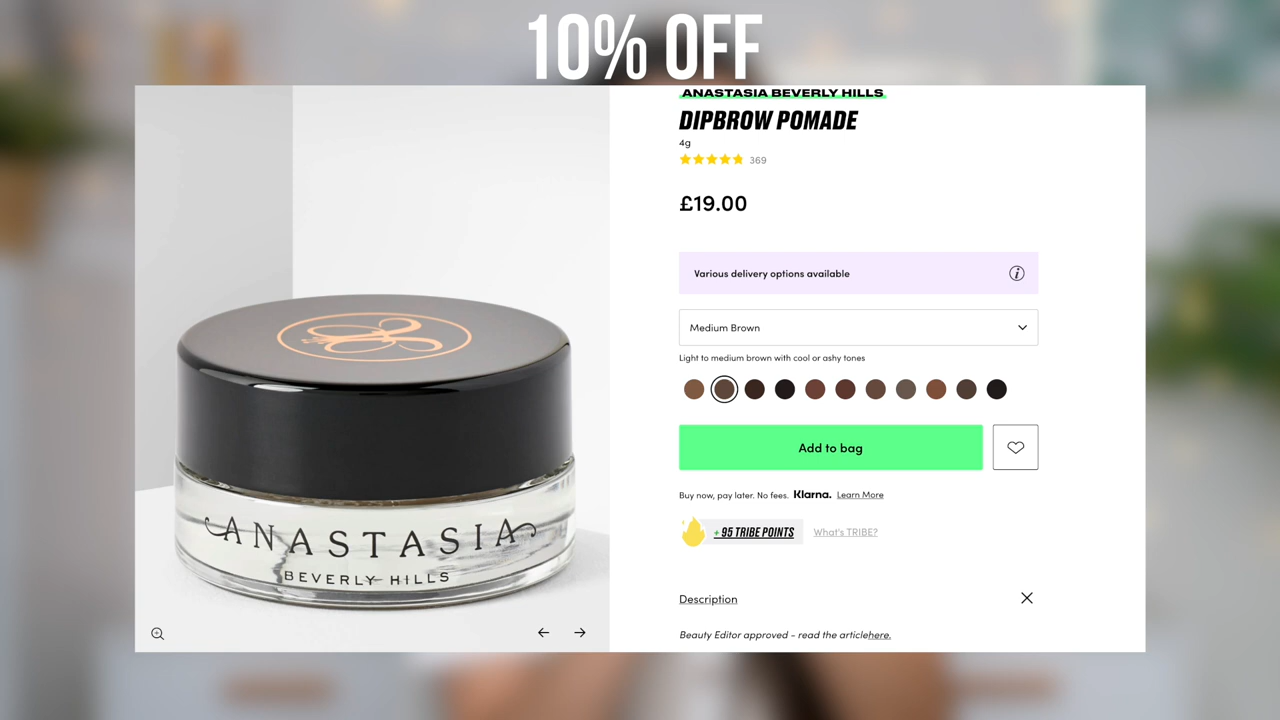 10% OFF
ANASTASIA BEVERLY HILLS
DIPBROW POMADE
4g
369
£19.00
Various delivery options available
Medium Brown
Light to medium brown with cool or ashy tones
Add to bag
Buy now, pay later. No fees. Klarna. Learn More
+ 95 TRIBE POINTS What's TRIBE?
Description
Beauty Editor approved - read the articlehere.
ANASTASIA
BEVERLY HILLS